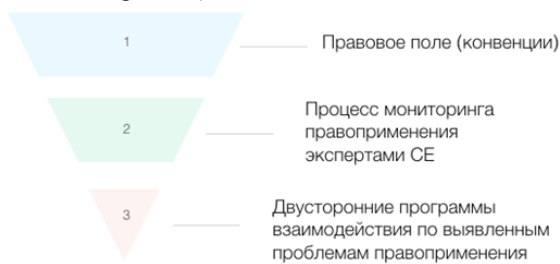 1
Правовое поле (конвенции)
2
Процесс мониторинга
правоприменения
экспертами СЕ
3
Двусторонние программы
взаимодействия по выявленным
проблемам правоприменения